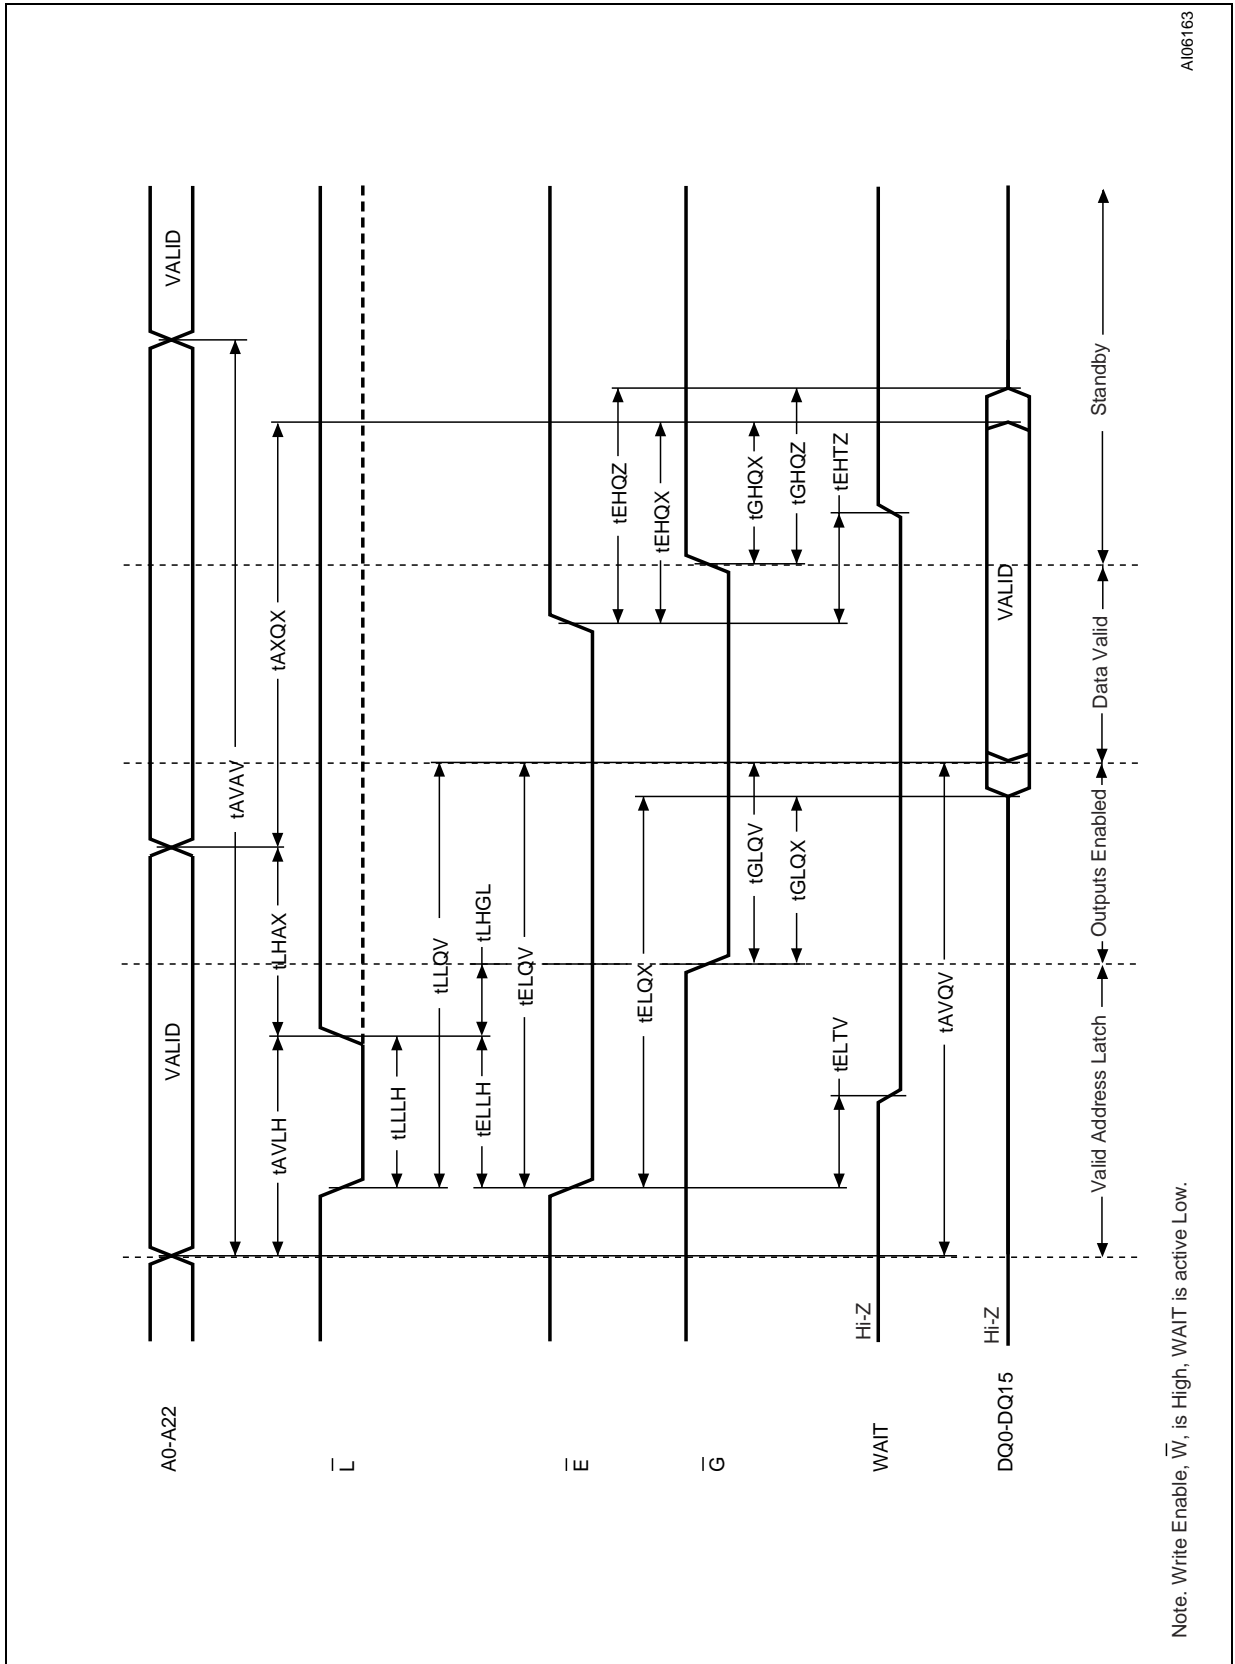 A0-A22
VALID
VALID
tAVAV
tAVLH
tLHAX
tAXQX
L
tLLLH
tLLQV
tELLH
tLHGL
tELQV
E
tEHQZ
tELQX
tEHQX
G
tGLQV
tGHQX
tGLQX
tGHQZ
tELTV
tEHTZ
WAIT
Hi-Z
tAVQV
DQ0-DQ15
Hi-Z
VALID
Valid Address Latch
Outputs Enabled
Data Valid
Standby
Note. Write Enable, W̅, is High, WAIT is active Low.
AI06163